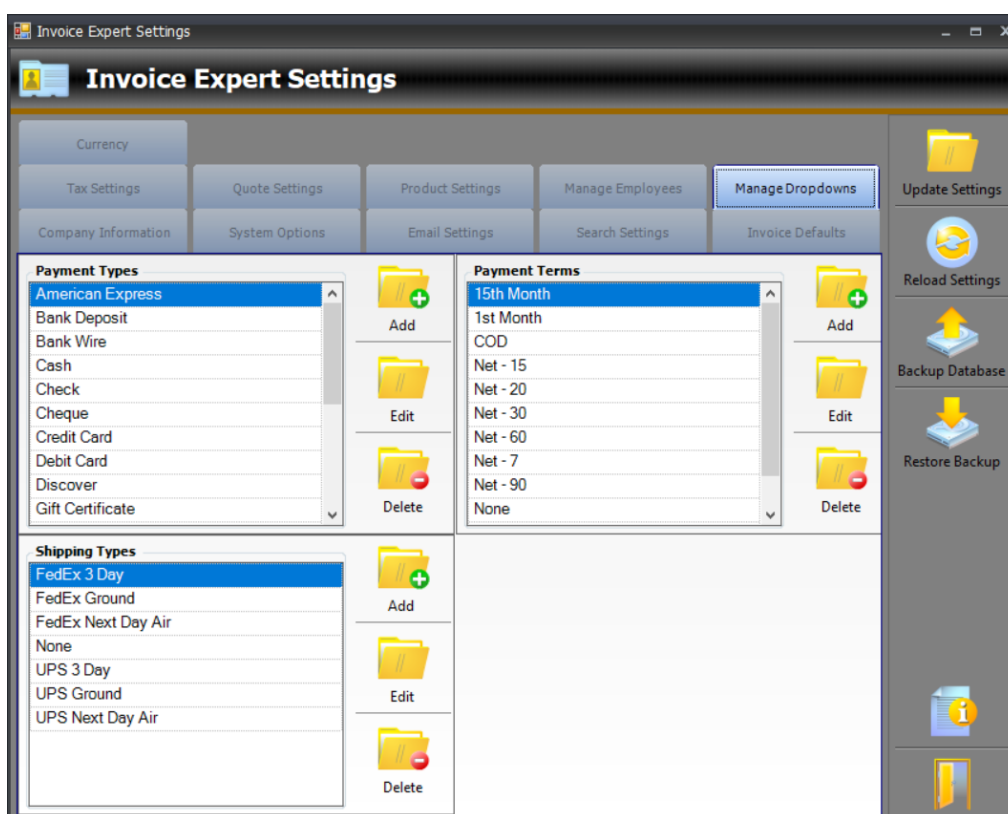 Invoice Expert Settings
Invoice Expert Settings
Currency
Tax Settings
Quote Settings
Product Settings
Manage Employees
Manage Dropdowns
Company Information
System Options
Email Settings
Search Settings
Invoice Defaults
Payment Types
American Express
Bank Deposit
Bank Wire
Cash
Check
Cheque
Credit Card
Debit Card
Discover
Gift Certificate
Add
Edit
Delete
Payment Terms
15th Month
1st Month
COD
Net - 15
Net - 20
Net - 30
Net - 60
Net - 7
Net - 90
None
Add
Edit
Delete
Shipping Types
FedEx 3 Day
FedEx Ground
FedEx Next Day Air
None
UPS 3 Day
UPS Ground
UPS Next Day Air
Add
Edit
Delete
Update Settings
Reload Settings
Backup Database
Restore Backup